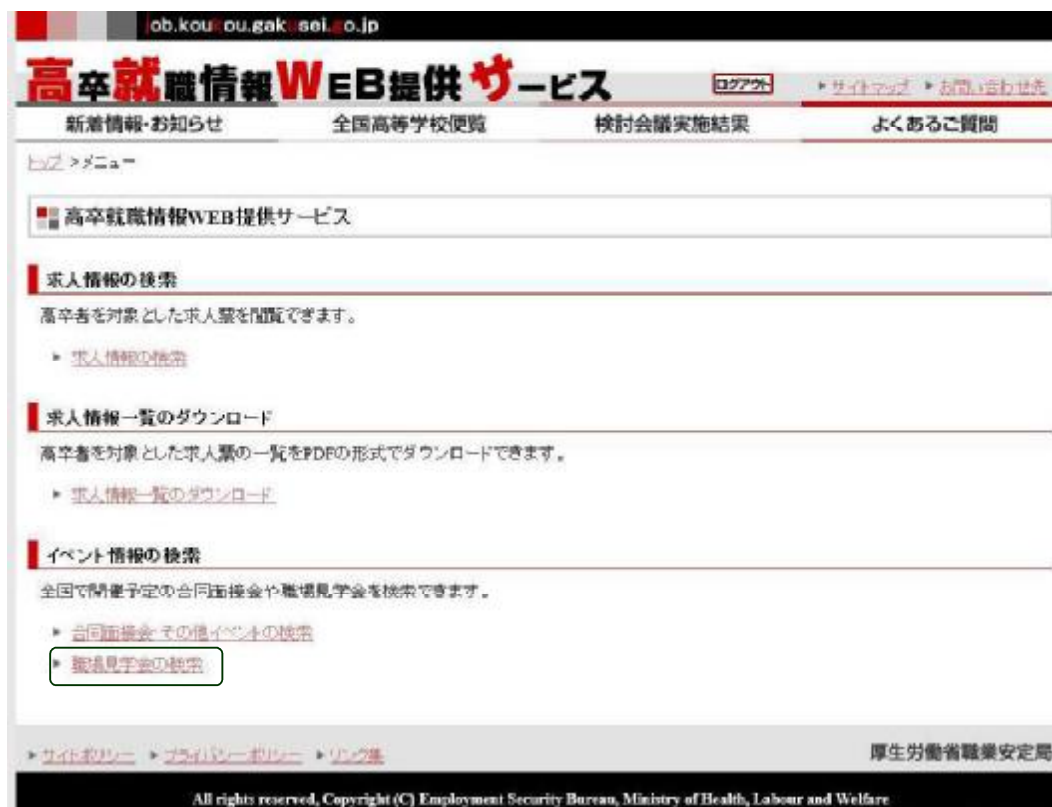 job.koukou.gakusei.go.jp
高卒就職情報WEB提供サービス
ログアウト
サイトマップ
お問い合わせ先
新着情報・お知らせ
全国高等学校便覧
検討会議実施結果
よくあるご質問
トップ >メニュー
高卒就職情報WEB提供サービス
求人情報の検索
高卒者を対象とした求人票を閲覧できます。
求人情報の検索
求人情報一覧のダウンロード
高卒者を対象とした求人票の一覧をPDFの形式でダウンロードできます。
求人情報一覧のダウンロード
イベント情報の検索
全国で開催予定の合同面接会や職場見学会を検索できます。
合同面接会・その他イベントの検索
職場見学会の検索
サイトポリシー
プライバシーポリシー
リンク集
厚生労働省職業安定局
All rights reserved, Copyright (C) Employment Security Bureau, Ministry of Health, Labour and Welfare